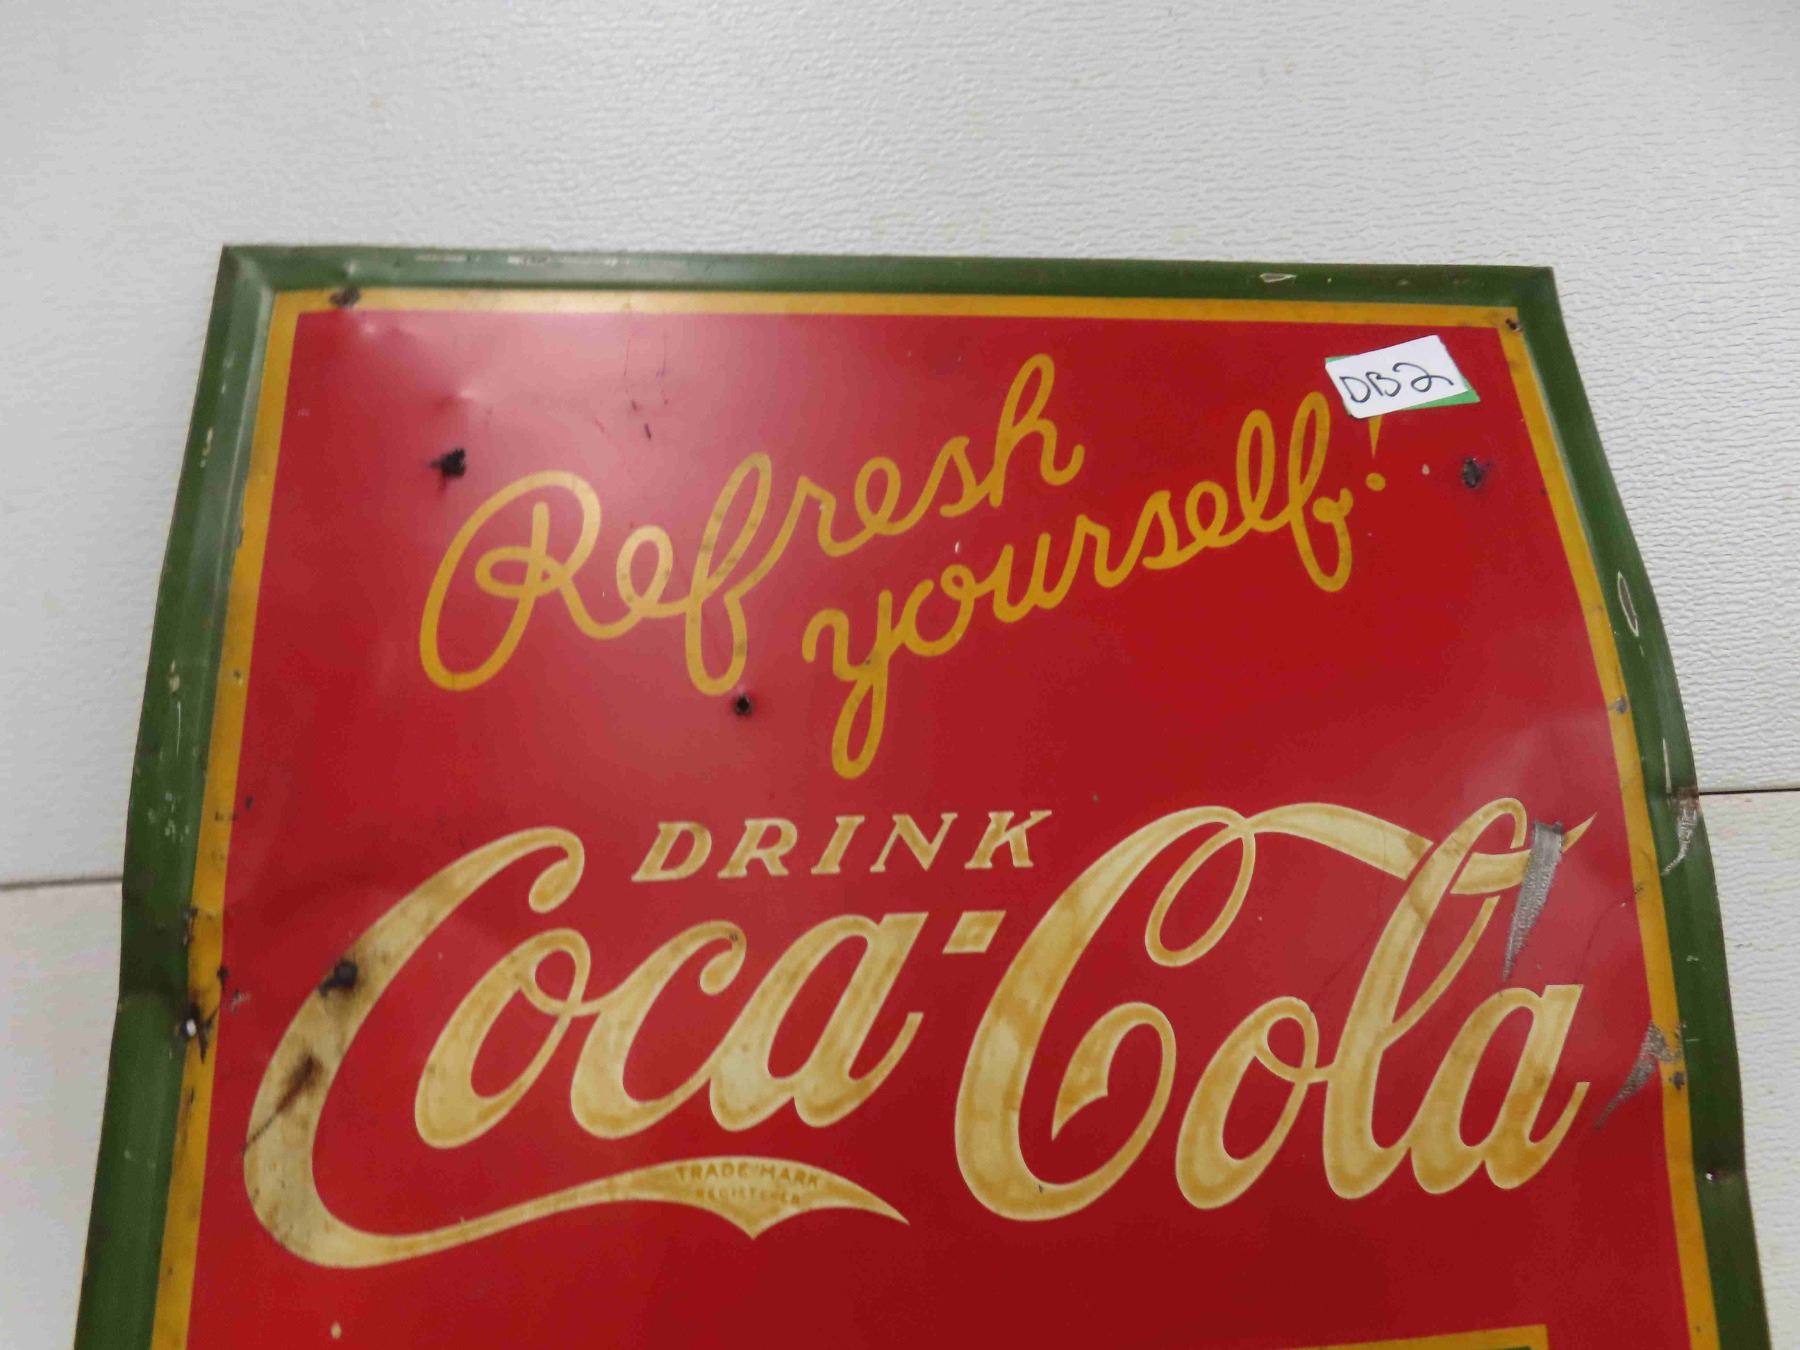 DB2
Refresh
yourself!
DRINK
Coca-Cola
TRADE MARK
REGISTERED